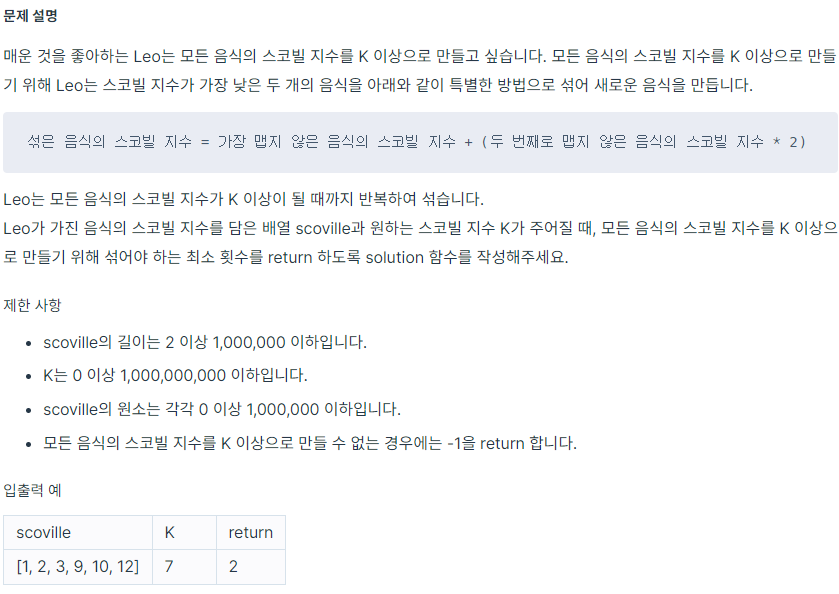 문제 설명
매운 것을 좋아하는 Leo는 모든 음식의 스코빌 지수를 K 이상으로 만들고 싶습니다. 모든 음식의 스코빌 지수를 K 이상으로 만들
기 위해 Leo는 스코빌 지수가 가장 낮은 두 개의 음식을 아래와 같이 특별한 방법으로 섞어 새로운 음식을 만듭니다.
섞은 음식의 스코빌 지수 = 가장 맵지 않은 음식의 스코빌 지수 + (두 번째로 맵지 않은 음식의 스코빌 지수 * 2)
Leo는 모든 음식의 스코빌 지수가 K 이상이 될 때까지 반복하여 섞습니다.
Leo가 가진 음식의 스코빌 지수를 담은 배열 scoville과 원하는 스코빌 지수 K가 주어질 때, 모든 음식의 스코빌 지수를 K 이상으
로 만들기 위해 섞어야 하는 최소 횟수를 return 하도록 solution 함수를 작성해주세요.
제한 사항
• scoville의 길이는 2 이상 1,000,000 이하입니다.
• K는 0 이상 1,000,000,000 이하입니다.
• scoville의 원소는 각각 0 이상 1,000,000 이하입니다.
• 모든 음식의 스코빌 지수를 K 이상으로 만들 수 없는 경우에는 -1을 return 합니다.
입출력 예
scoville K return
[1, 2, 3, 9, 10, 12] 7 2